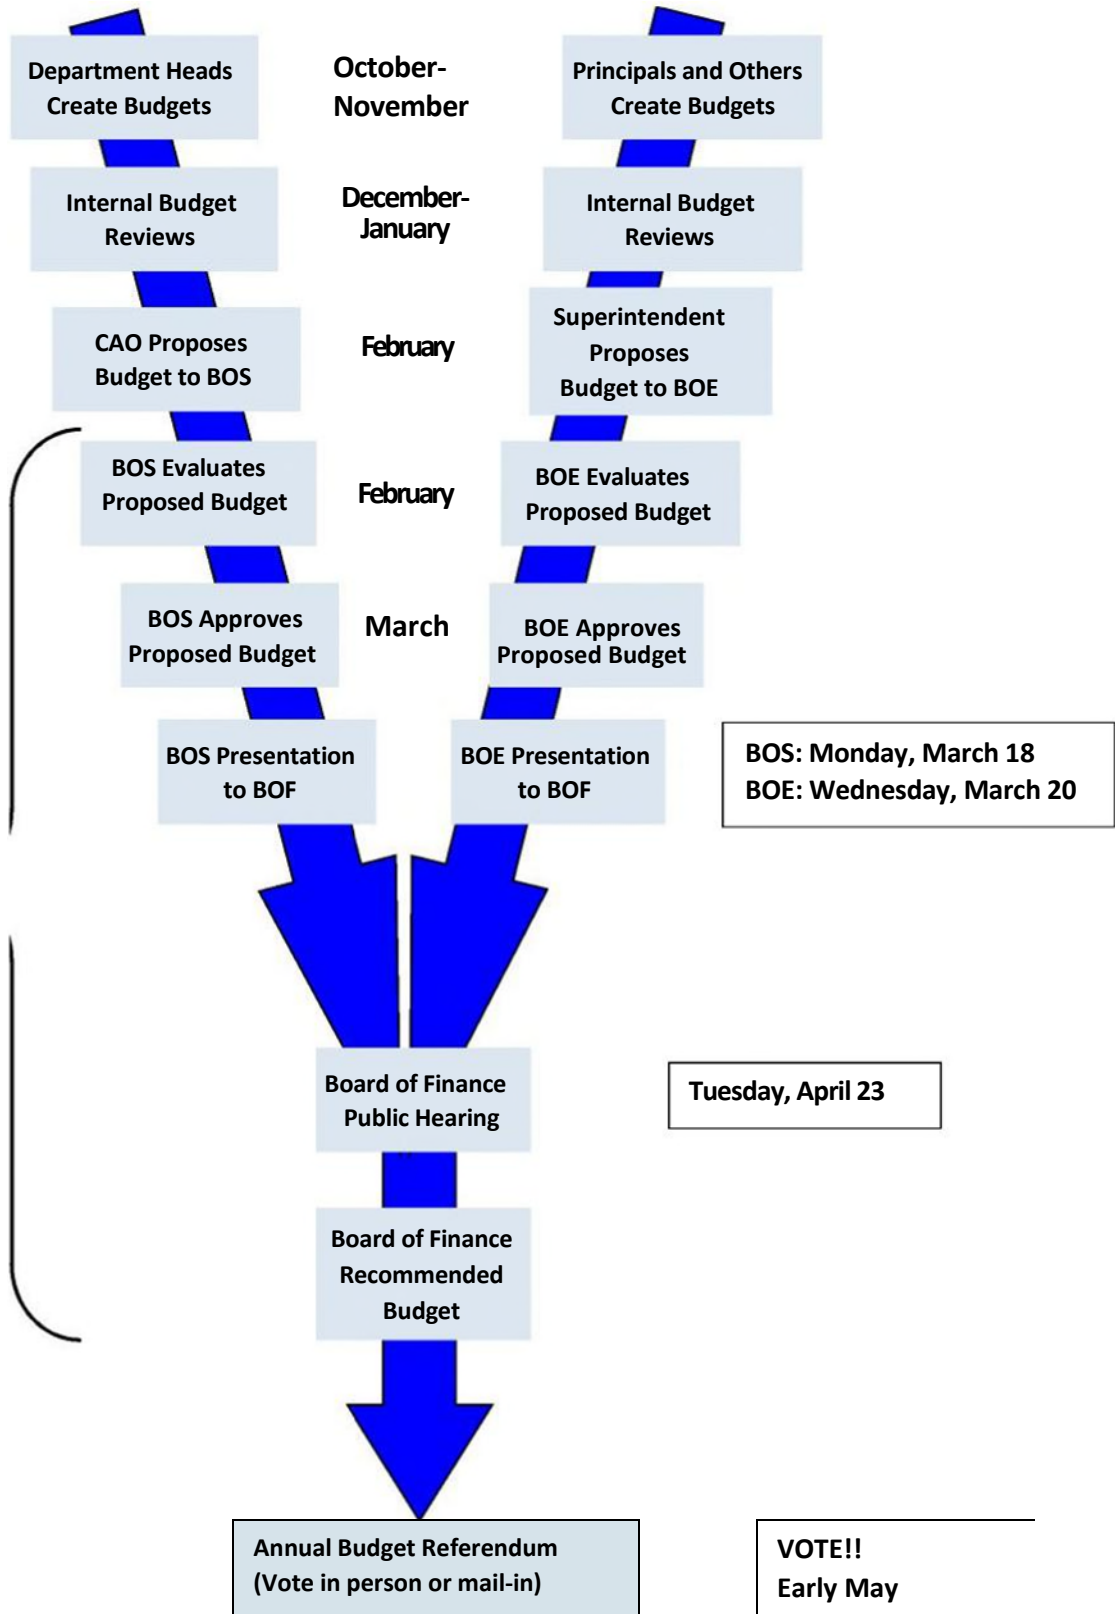 Department Heads
Create Budgets
October-
November
Principals and Others
Create Budgets
Internal Budget
Reviews
December-
January
Internal Budget
Reviews
CAO Proposes
Budget to BOS
February
Superintendent
Proposes
Budget to BOE
BOS Evaluates
Proposed Budget
February
BOE Evaluates
Proposed Budget
BOS Approves
Proposed Budget
March
BOE Approves
Proposed Budget
BOS Presentation
to BOF
BOE Presentation
to BOF
BOS: Monday, March 18
BOE: Wednesday, March 20
Board of Finance
Public Hearing
Tuesday, April 23
Board of Finance
Recommended
Budget
Annual Budget Referendum
(Vote in person or mail-in)
VOTE!!
Early May